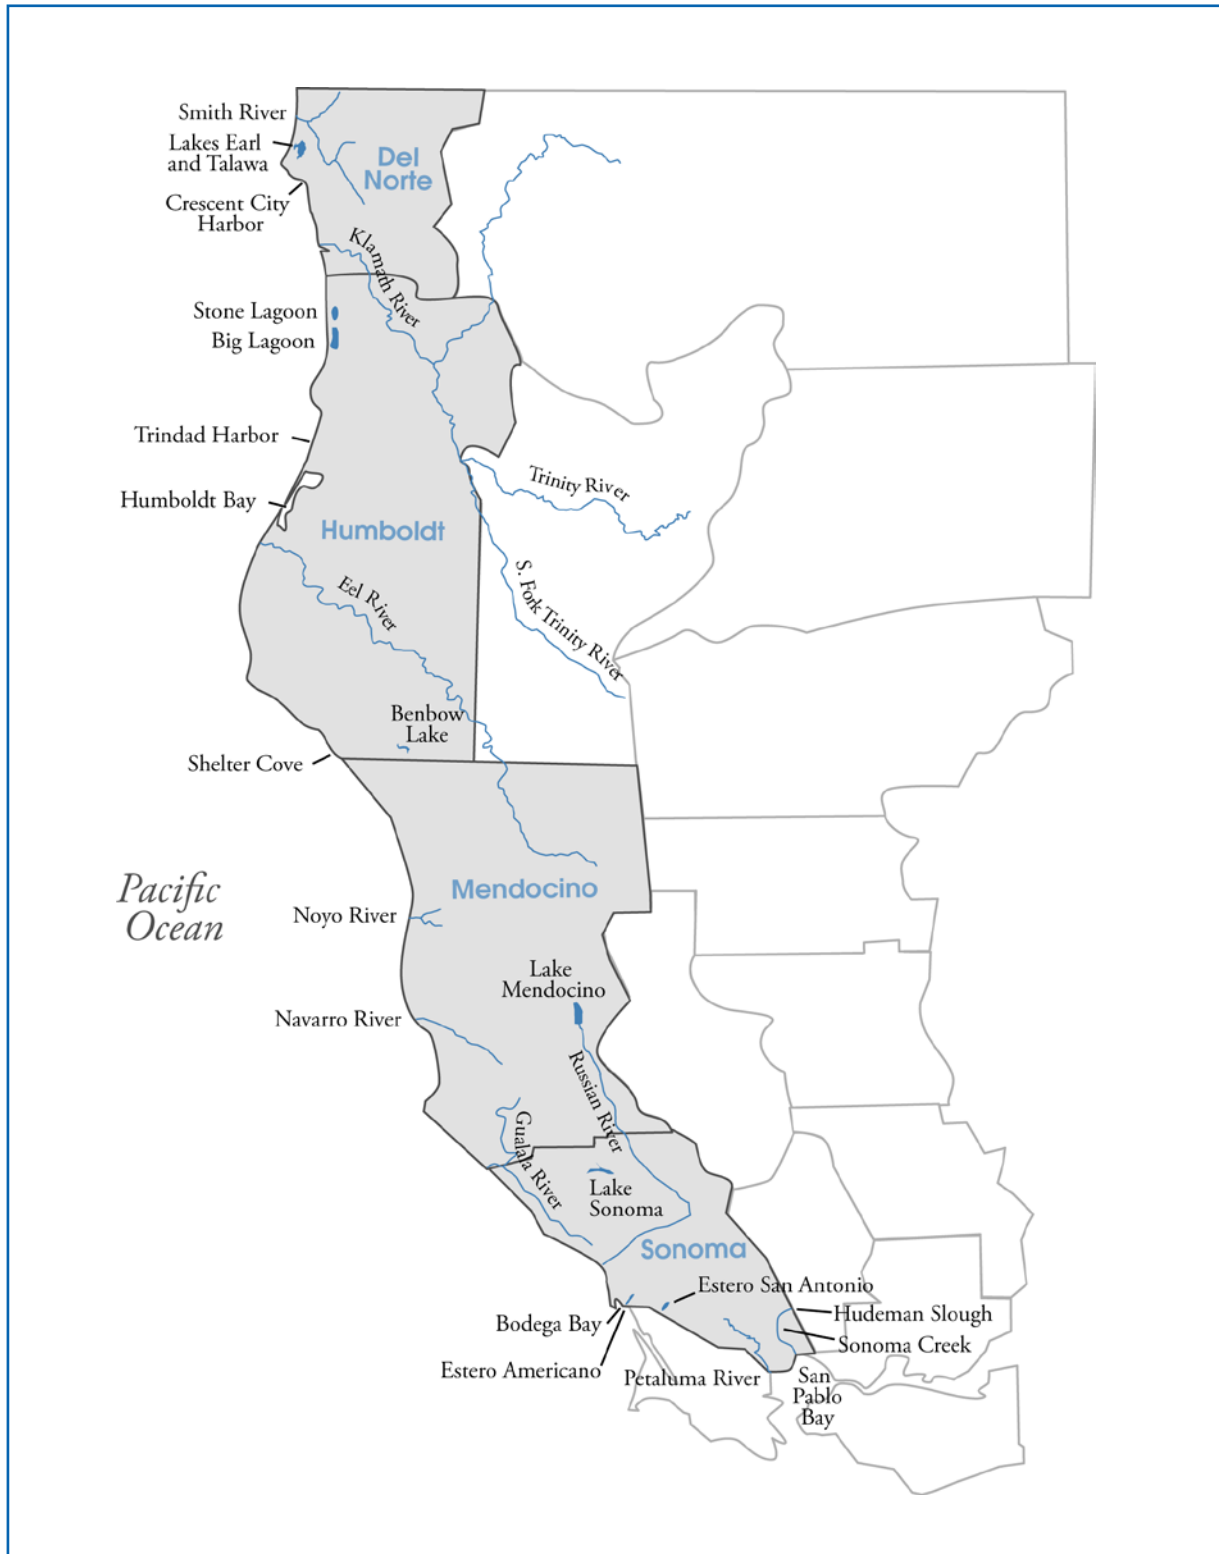 Smith River
Lakes Earl
and Talawa
Del
Norte
Crescent City
Harbor
Klamath River
Stone Lagoon
Big Lagoon
Trindad Harbor
Trinity River
Humboldt Bay
Humboldt
S. Fork Trinity River
Eel River
Benbow
Lake
Shelter Cove
Pacific
Ocean
Mendocino
Noyo River
Lake
Mendocino
Navarro River
Russian River
Gualala River
Lake
Sonoma
Sonoma
Estero San Antonio
Hudeman Slough
Bodega Bay
Sonoma Creek
Estero Americano
Petaluma River
San
Pablo
Bay